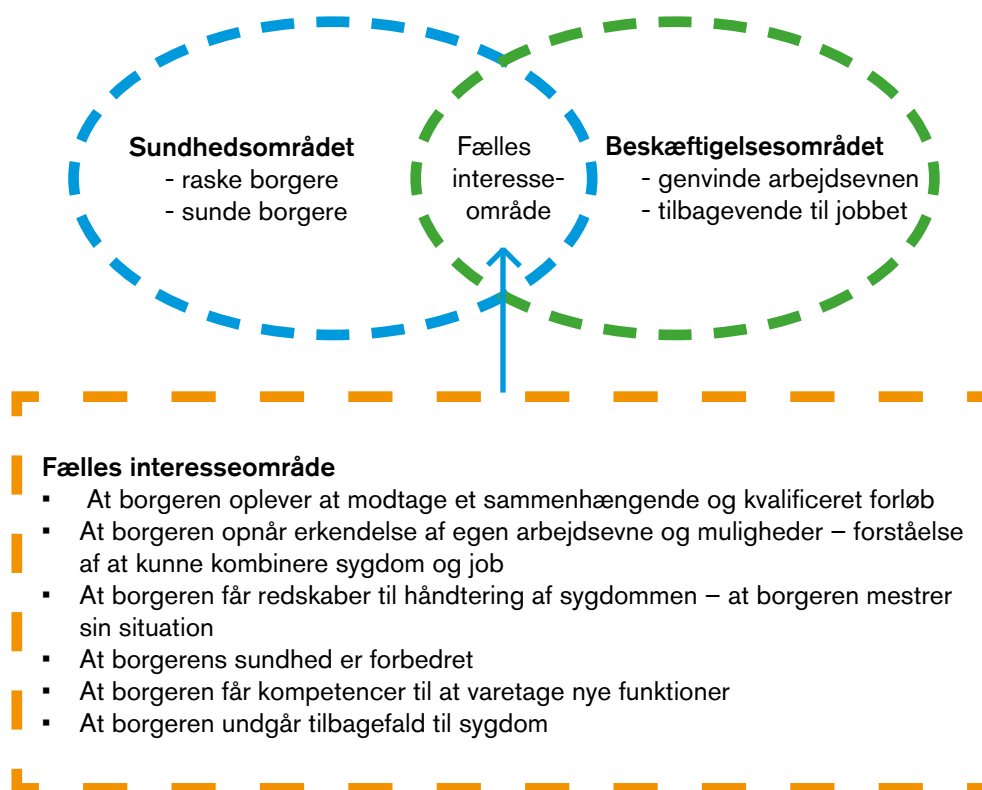 Sundhedsområdet
- raske borgere
- sunde borgere
Fælles
interesse-
område
Beskæftigelsesområdet
- genvinde arbejdsevnen
- tilbagevende til jobbet
Fælles interesseområde
▪ At borgeren oplever at modtage et sammenhængende og kvalificeret forløb
▪ At borgeren opnår erkendelse af egen arbejdsevne og muligheder – forståelse
af at kunne kombinere sygdom og job
▪ At borgeren får redskaber til håndtering af sygdommen – at borgeren mestrer
sin situation
▪ At borgerens sundhed er forbedret
▪ At borgeren får kompetencer til at varetage nye funktioner
▪ At borgeren undgår tilbagefald til sygdom